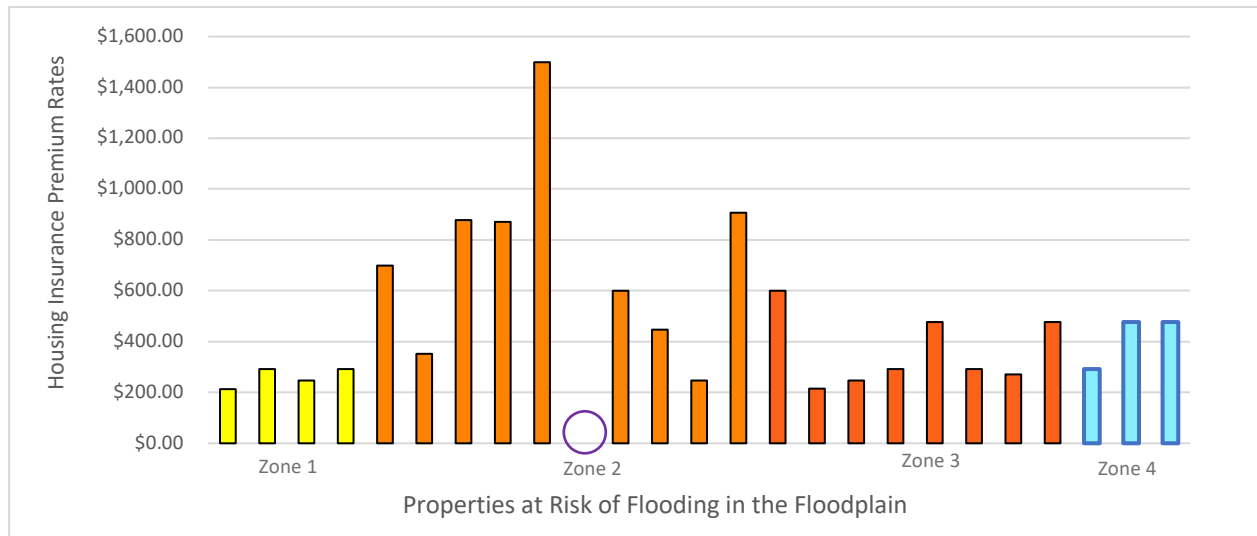 Housing Insurance Premium Rates
$1,600.00
$1,400.00
$1,200.00
$1,000.00
$800.00
$600.00
$400.00
$200.00
$0.00
Zone 1
Zone 2
Zone 3
Zone 4
Properties at Risk of Flooding in the Floodplain